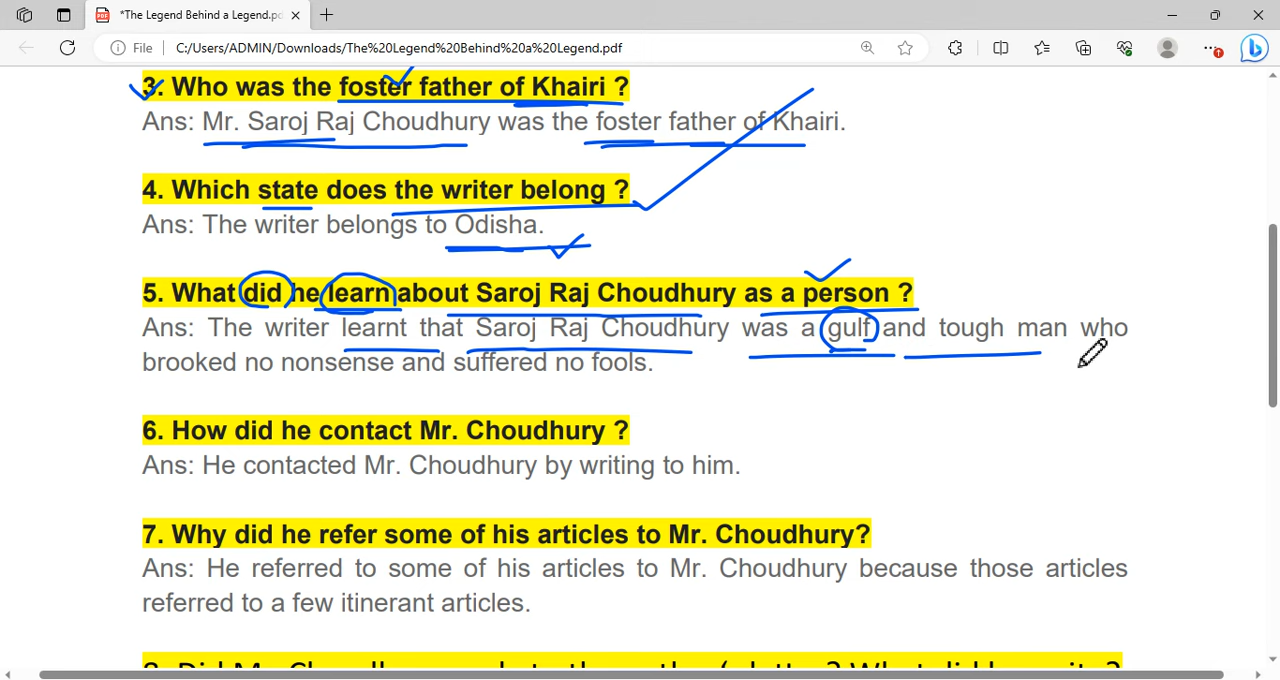 *The Legend Behind a Legend.pd
File
C:/Users/ADMIN/Downloads/The%20Legend%20Behind%20a%20Legend.pdf
3. Who was the foster father of Khairi ?
Ans: Mr. Saroj Raj Choudhury was the foster father of Khairi.
4. Which state does the writer belong ?
Ans: The writer belongs to Odisha.
5. What did he learn about Saroj Raj Choudhury as a person ?
Ans: The writer learnt that Saroj Raj Choudhury was a gulf and tough man who
brooked no nonsense and suffered no fools.
6. How did he contact Mr. Choudhury ?
Ans: He contacted Mr. Choudhury by writing to him.
7. Why did he refer some of his articles to Mr. Choudhury?
Ans: He referred to some of his articles to Mr. Choudhury because those articles
referred to a few itinerant articles.